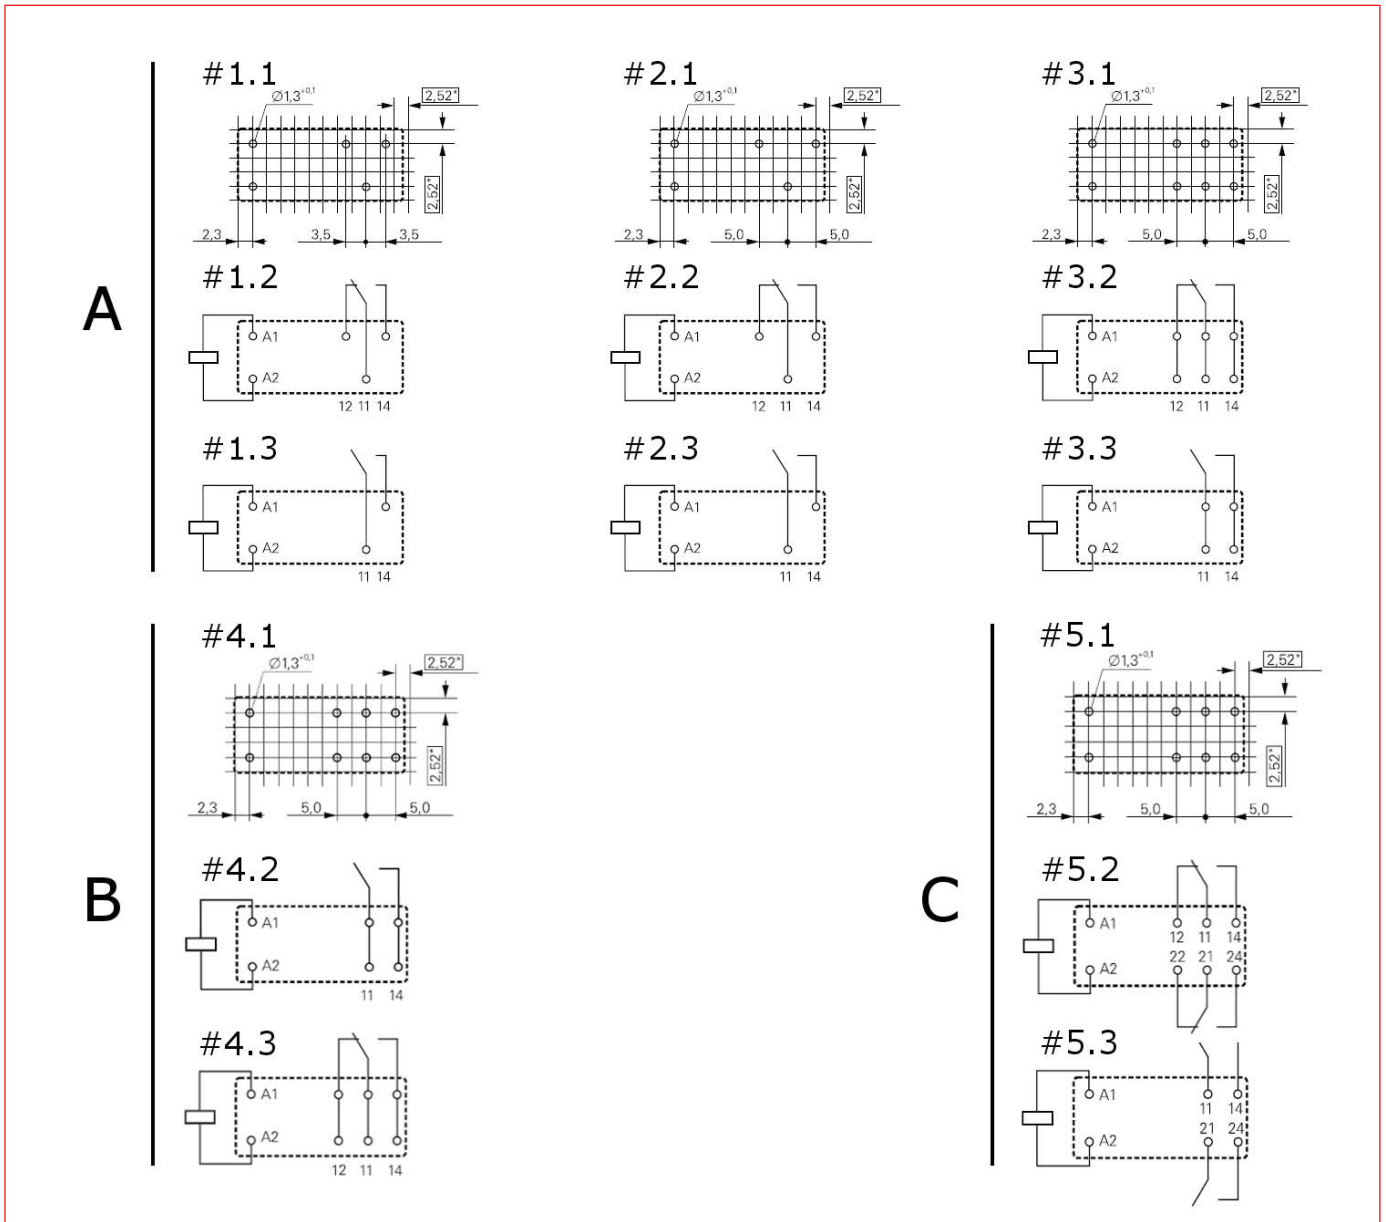 #1.1
Ø1,3+0,1
2,52*
2,52*
2,3
3,5
3,5
#2.1
Ø1,3+0,1
2,52*
2,52*
2,3
5,0
5,0
#3.1
Ø1,3+0,1
2,52*
2,52*
2,3
5,0
5,0
A
#1.2
A1
A2
12 11 14
#2.2
A1
A2
12 11 14
#3.2
A1
A2
12 11 14
#1.3
A1
A2
11 14
#2.3
A1
A2
11 14
#3.3
A1
A2
11 14
#4.1
Ø1,3+0,1
2,52*
2,52*
2,3
5,0
5,0
B
#4.2
A1
A2
11 14
#4.3
A1
A2
12 11 14
#5.1
Ø1,3+0,1
2,52*
2,52*
2,3
5,0
5,0
C
#5.2
A1
12 11 14
22 21 24
A2
#5.3
A1
11 14
21 24
A2